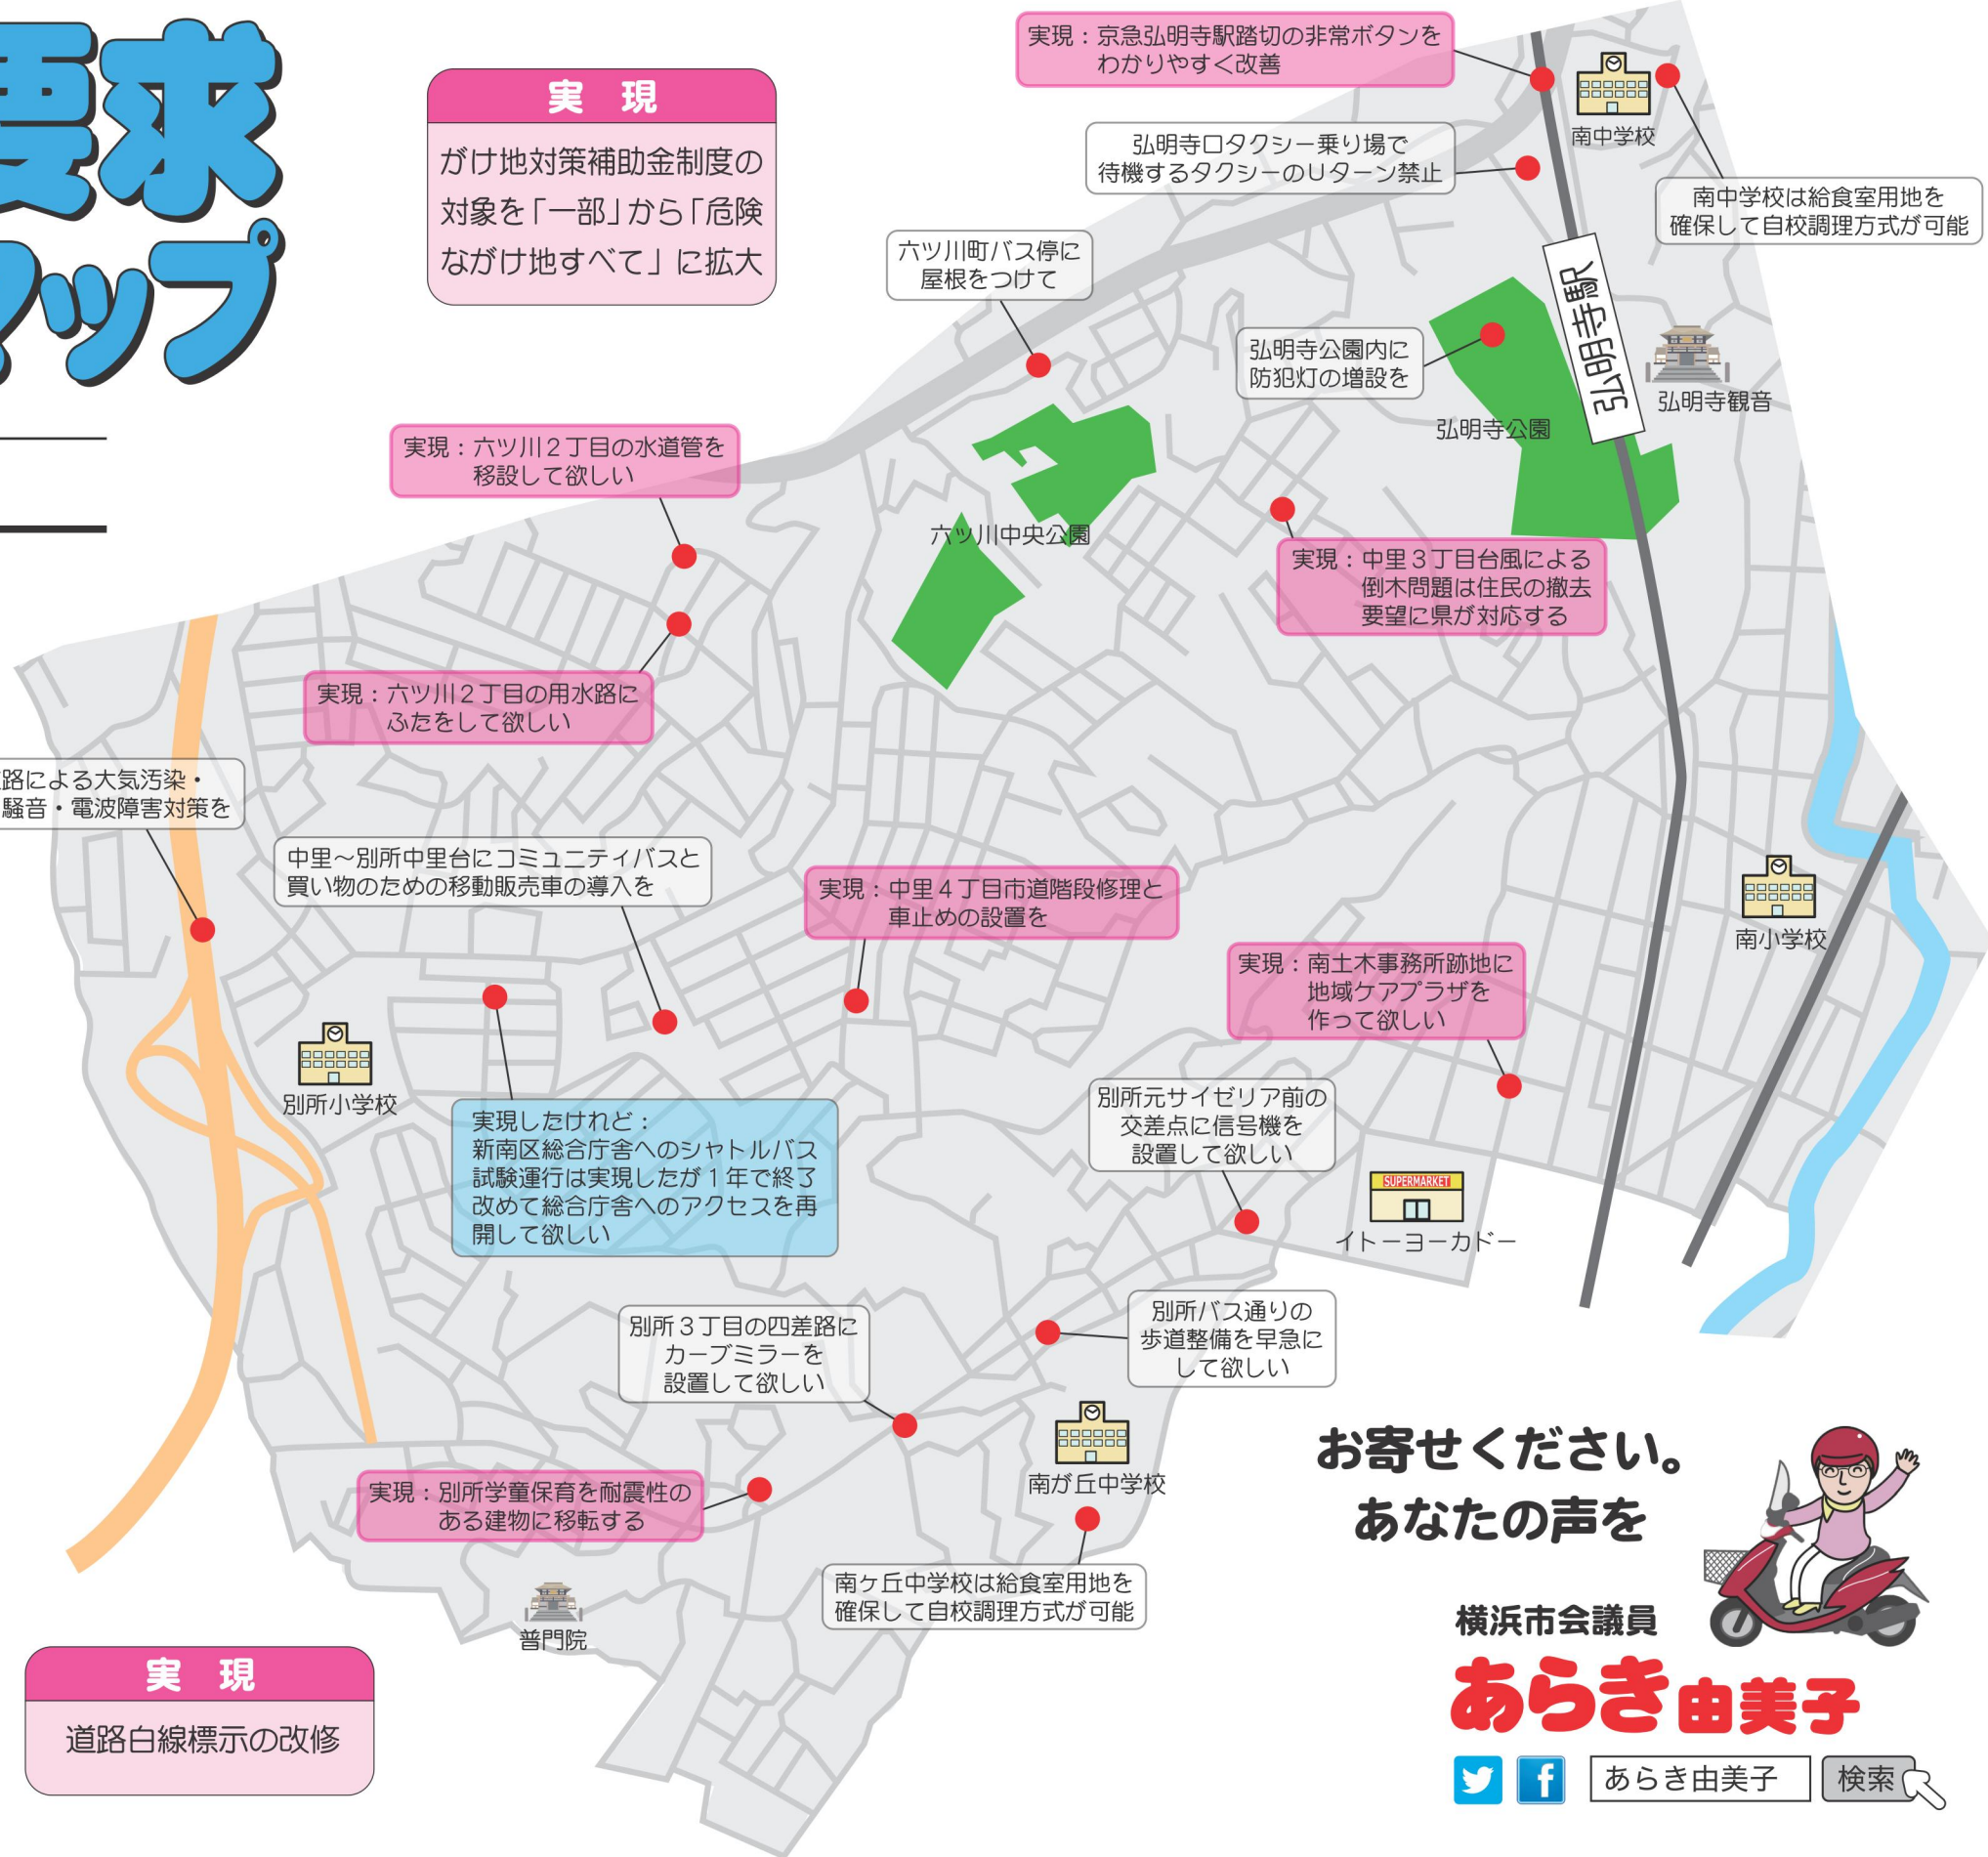 要求
マップ
実現
がけ地対策補助金制度の
対象を「一部」から「危険
ながけ地すべて」に拡大
実現：京急弘明寺駅踏切の非常ボタンを
わかりやすく改善
弘明寺口タクシー乗り場で
待機するタクシーのUターン禁止
南中学校
南中学校は給食室用地を
確保して自校調理方式が可能
六ツ川町バス停に
屋根をつけて
弘明寺公園内に
防犯灯の増設を
弘明寺駅
弘明寺観音
弘明寺公園
実現：六ツ川２丁目の水道管を
移設して欲しい
六ツ川中央公園
実現：中里３丁目台風による
倒木問題は住民の撤去
要望に県が対応する
実現：六ツ川２丁目の用水路に
ふたをして欲しい
路による大気汚染・
騒音・電波障害対策を
中里～別所中里台にコミュニティバスと
買い物のための移動販売車の導入を
実現：中里４丁目市道階段修理と
車止めの設置を
南小学校
実現：南土木事務所跡地に
地域ケアプラザを
作って欲しい
別所小学校
実現したけれど：
新南区総合庁舎へのシャトルバス
試験運行は実現したが１年で終了
改めて総合庁舎へのアクセスを再
開して欲しい
別所元サイゼリア前の
交差点に信号機を
設置して欲しい
SUPERMARKET
イトーヨーカドー
別所３丁目の四差路に
カーブミラーを
設置して欲しい
別所バス通りの
歩道整備を早急に
して欲しい
南が丘中学校
実現：別所学童保育を耐震性の
ある建物に移転する
南ケ丘中学校は給食室用地を
確保して自校調理方式が可能
普門院
実現
道路白線標示の改修
お寄せください。
あなたの声を
横浜市会議員
あらき由美子
あらき由美子
検索